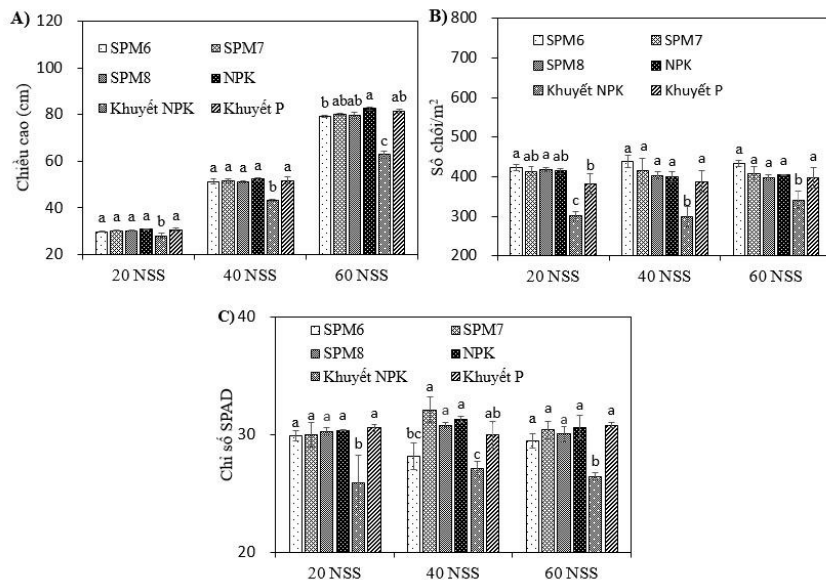 A)
Chiều cao (cm)
120
100
80
60
40
20
SPM6 SPM7
SPM8 NPK
Khuyết NPK Khuyết P
a a a a b a
a a a a b a
b ab ab a c ab
20 NSS 40 NSS 60 NSS
B)
Số chồi/m²
800
700
600
500
400
300
200
SPM6 SPM7
SPM8 NPK
Khuyết NPK Khuyết P
a ab a ab c b
a a a a b a
a a a a b a
20 NSS 40 NSS 60 NSS
C)
Chỉ số SPAD
40
30
20
SPM6 SPM7
SPM8 NPK
Khuyết NPK Khuyết P
a a a a b a
bc a a a c ab
a a a a b a
20 NSS 40 NSS 60 NSS